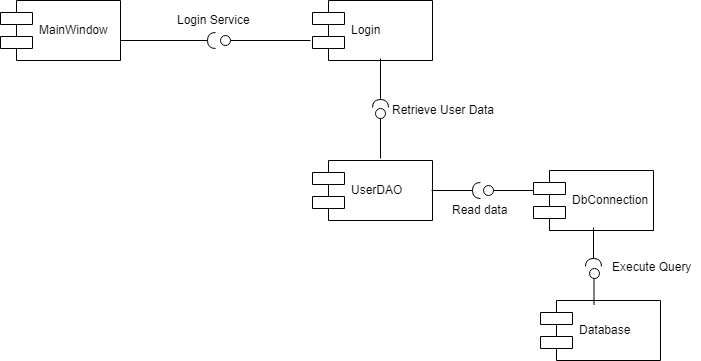 Login Service
MainWindow
Login
Retrieve User Data
UserDAO
DbConnection
Read data
Execute Query
Database